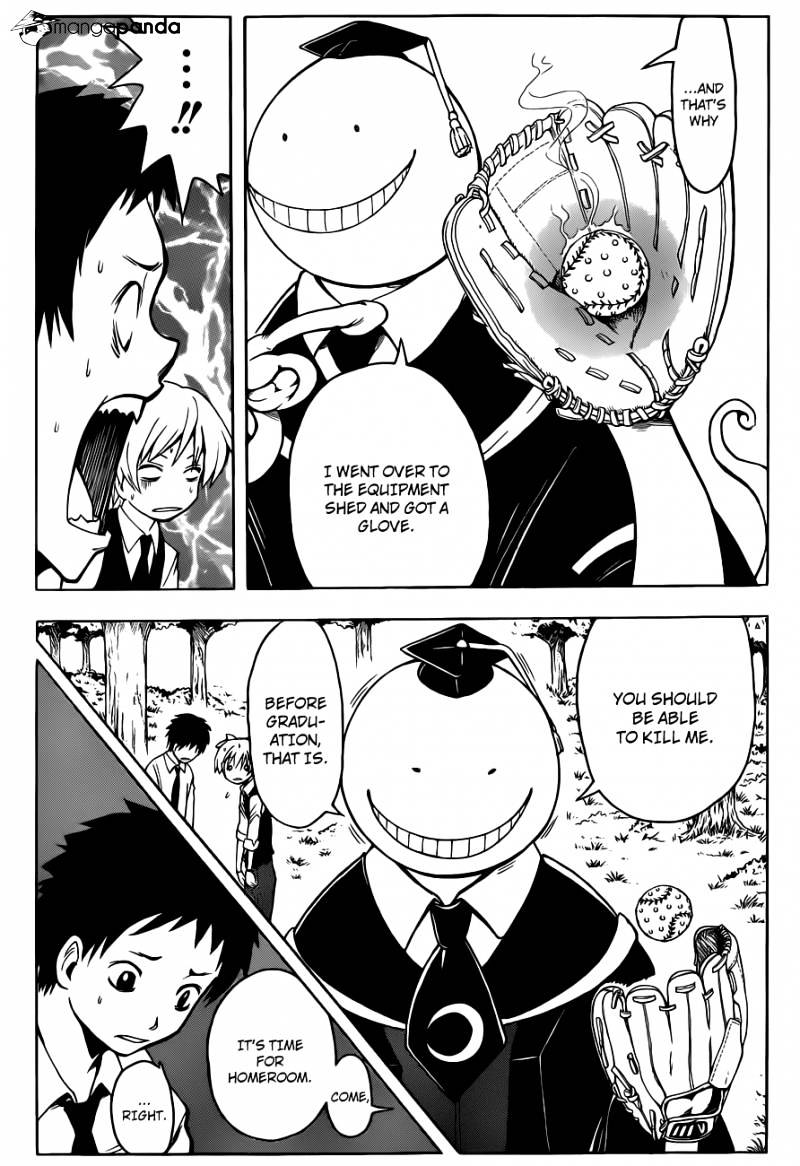 mangapanda
...AND
THAT'S
WHY
I WENT OVER TO
THE EQUIPMENT
SHED AND GOT A
GLOVE.
...!!
YOU SHOULD
BE ABLE
TO KILL ME.
BEFORE
GRADU-
ATION,
THAT IS.
COME,
IT'S TIME
FOR
HOMEROOM.
...
RIGHT.